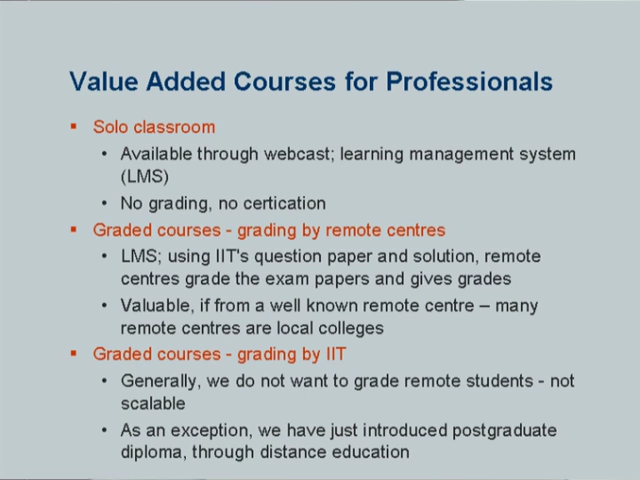 Value Added Courses for Professionals
▪ Solo classroom
• Available through webcast; learning management system
(LMS)
• No grading, no certication
▪ Graded courses - grading by remote centres
• LMS; using IIT's question paper and solution, remote
centres grade the exam papers and gives grades
• Valuable, if from a well known remote centre – many
remote centres are local colleges
▪ Graded courses - grading by IIT
• Generally, we do not want to grade remote students - not
scalable
• As an exception, we have just introduced postgraduate
diploma, through distance education